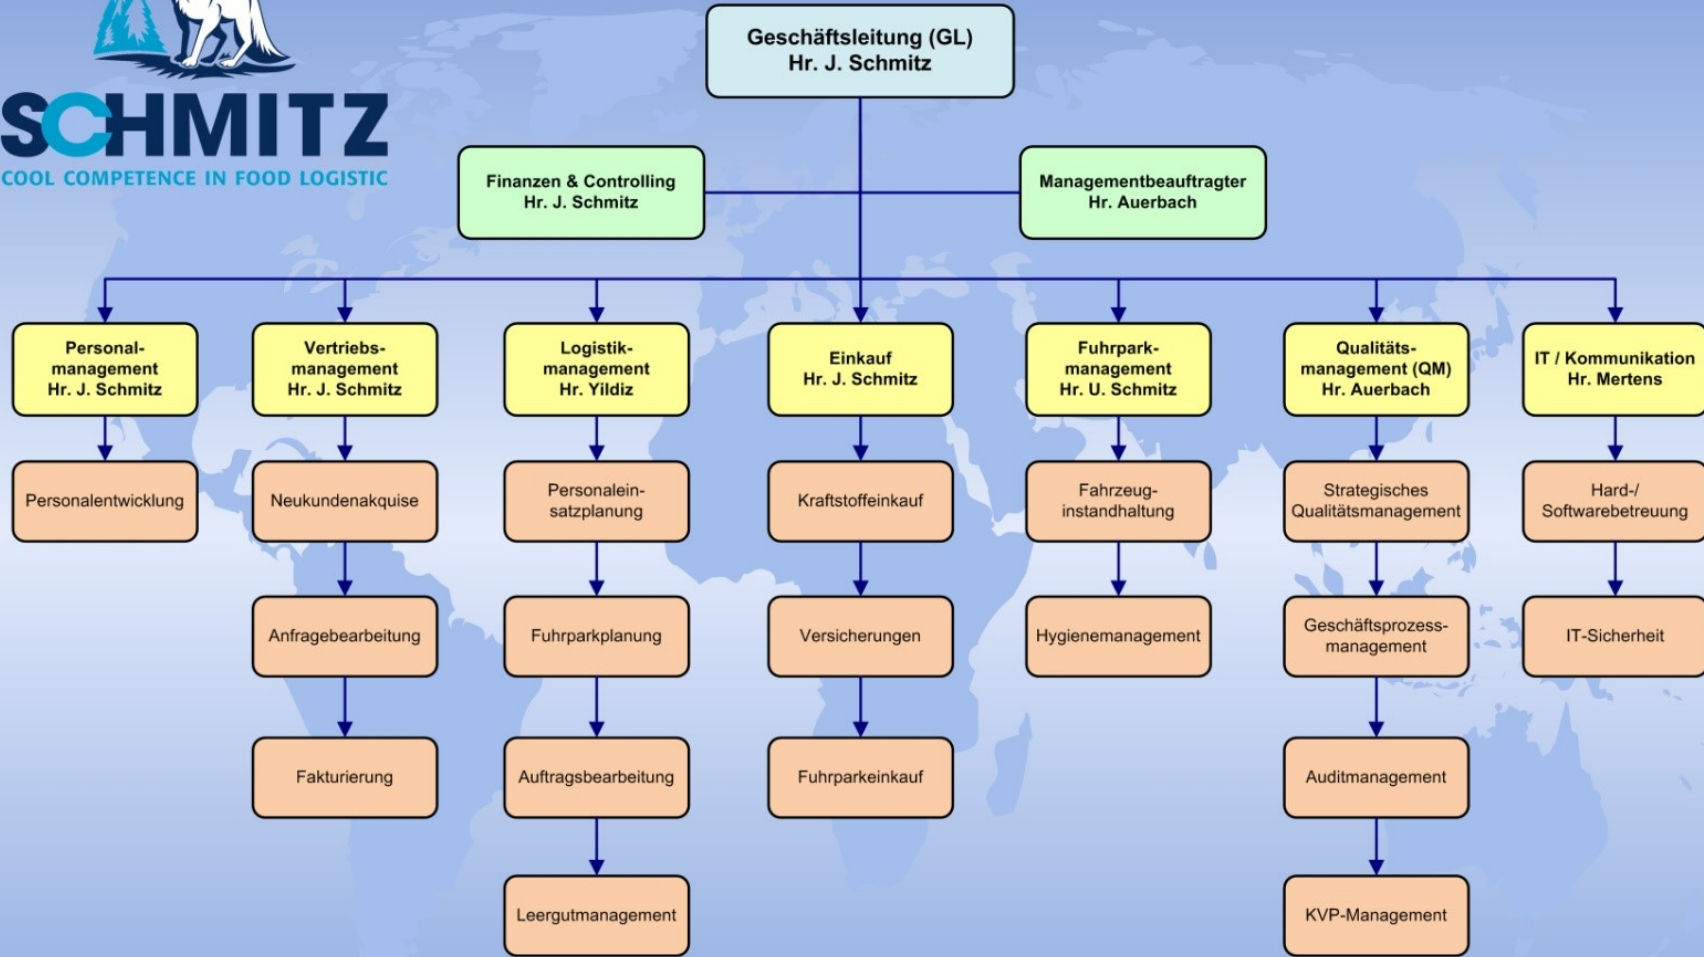 SCHMITZ
COOL COMPETENCE IN FOOD LOGISTIC
Geschäftsleitung (GL)
Hr. J. Schmitz
Finanzen & Controlling
Hr. J. Schmitz
Managementbeauftragter
Hr. Auerbach
Personal-
management
Hr. J. Schmitz
Vertriebs-
management
Hr. J. Schmitz
Logistik-
management
Hr. Yildiz
Einkauf
Hr. J. Schmitz
Fuhrpark-
management
Hr. U. Schmitz
Qualitäts-
management (QM)
Hr. Auerbach
IT / Kommunikation
Hr. Mertens
Personalentwicklung
Neukundenakquise
Personalein-
satzplanung
Kraftstoffeinkauf
Fahrzeug-
instandhaltung
Strategisches
Qualitätsmanagement
Hard-/
Softwarebetreuung
Anfragebearbeitung
Fuhrparkplanung
Versicherungen
Hygienemanagement
Geschäftsprozess-
management
IT-Sicherheit
Fakturierung
Auftragsbearbeitung
Fuhrparkeinkauf
Auditmanagement
Leergutmanagement
KVP-Management